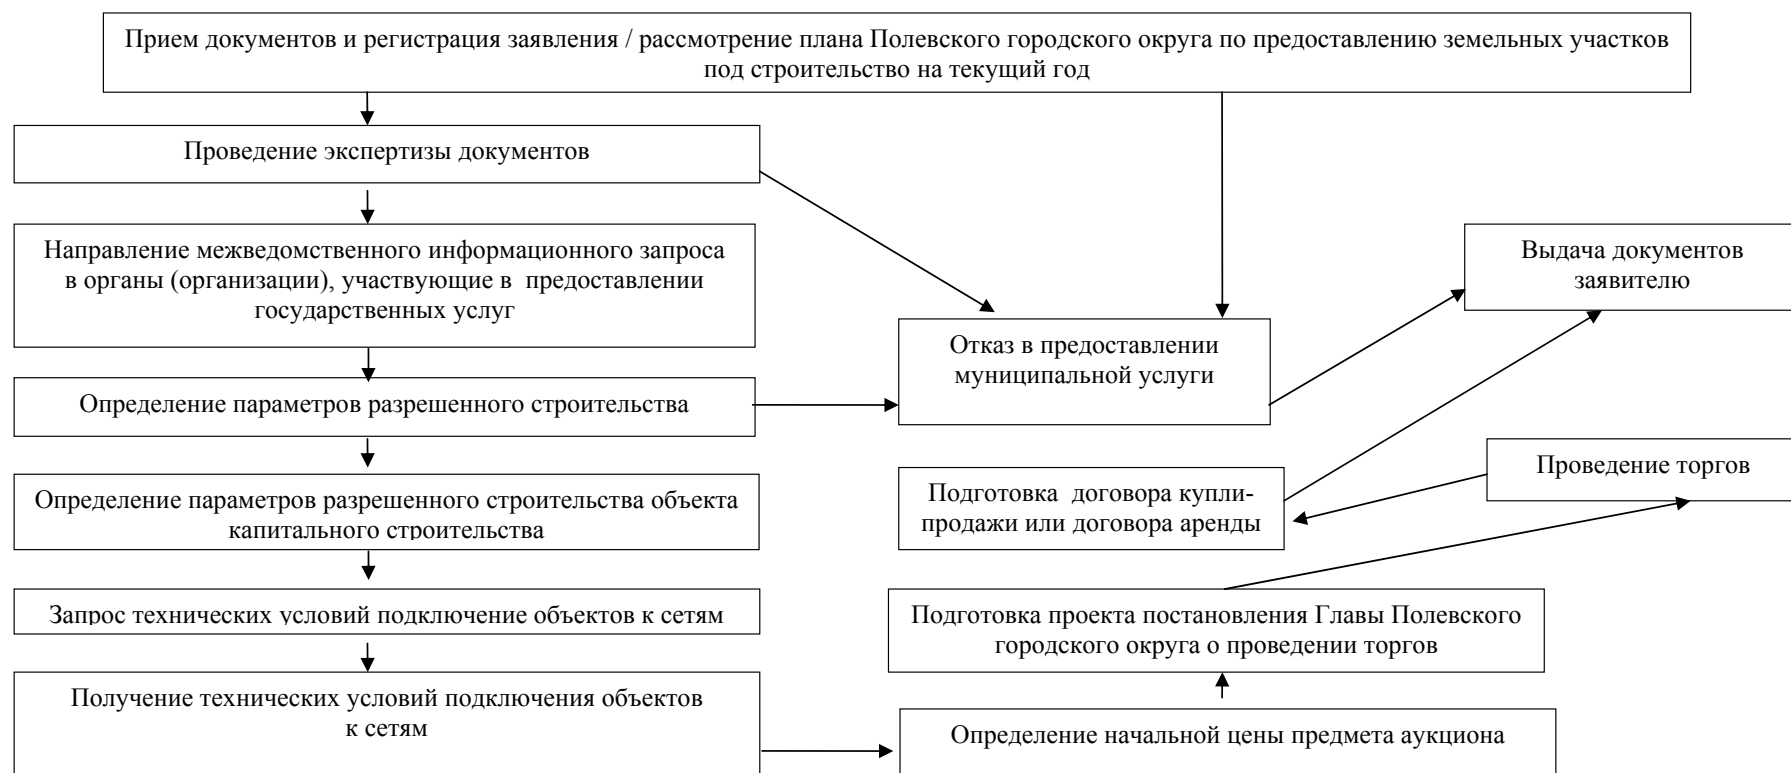 Прием документов и регистрация заявления / рассмотрение плана Полевского городского округа по предоставлению земельных участков
под строительство на текущий год
Проведение экспертизы документов
Направление межведомственного информационного запроса
в органы (организации), участвующие в предоставлении
государственных услуг
Выдача документов
заявителю
Отказ в предоставлении
муниципальной услуги
Определение параметров разрешенного строительства
Проведение торгов
Определение параметров разрешенного строительства объекта
капитального строительства
Подготовка договора купли-
продажи или договора аренды
Запрос технических условий подключение объектов к сетям
Подготовка проекта постановления Главы Полевского
городского округа о проведении торгов
Получение технических условий подключения объектов
к сетям
Определение начальной цены предмета аукциона